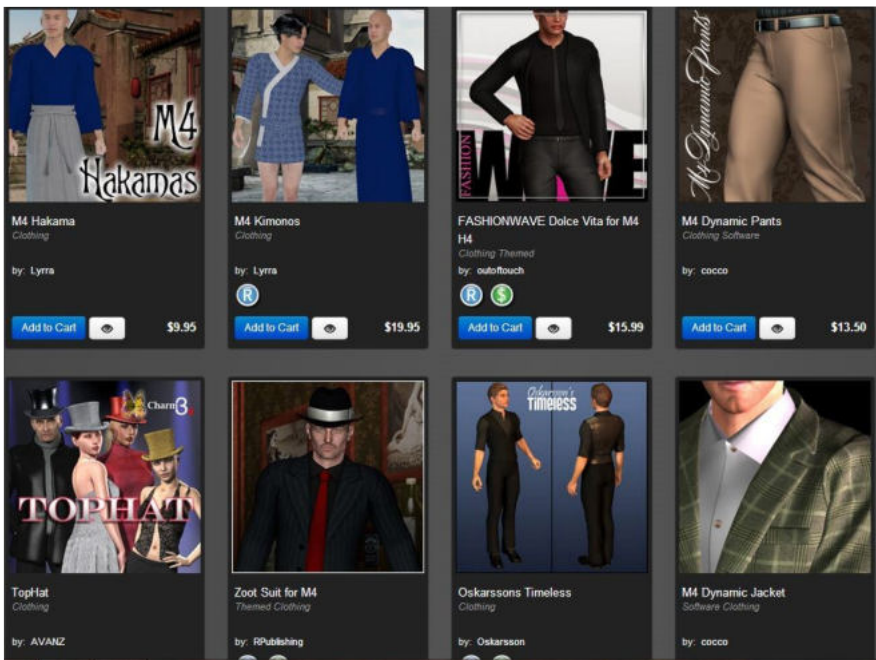 M4
Hakamas
FASHION
WAVE
M4 Dynamic Pants
M4 Hakama
Clothing
by: Lyrra
Add to Cart
$9.95
M4 Kimonos
Clothing
by: Lyrra
R
Add to Cart
$19.95
FASHIONWAVE Dolce Vita for M4
H4
Clothing Themed
by: outoftouch
R $
Add to Cart
$15.99
M4 Dynamic Pants
Clothing Software
by: cocco
Add to Cart
$13.50
Charm3
TOPHAT
Oskarsson's
TIMELESS
TopHat
Clothing
by: AVANZ
Zoot Suit for M4
Themed Clothing
by: RPublishing
Oskarssons Timeless
Clothing
by: Oskarsson
M4 Dynamic Jacket
Software Clothing
by: cocco